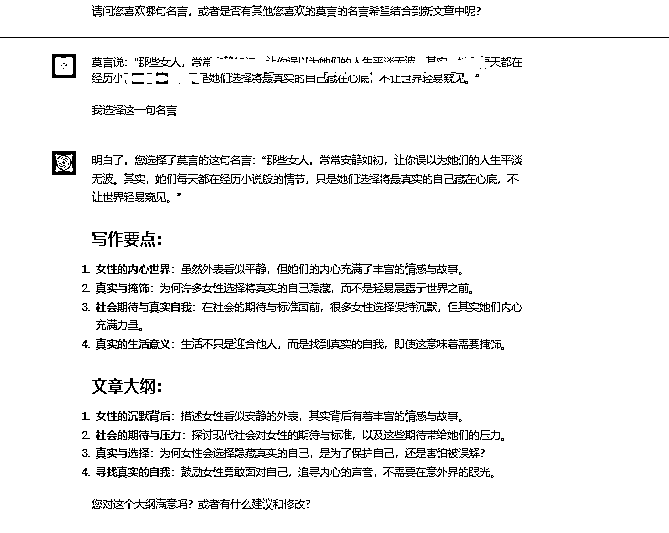 请问您喜欢哪句名言，或者是否有其他您喜欢的莫言的名言希望结合到新文章中呢？
莫言说：“那些女人，常常安静如初，让你误以为她们的人生平淡无波。其实，她们每天都在
经历小 她们选择将最真实的自己藏在心底，不让世界轻易窥见。”
我选择这一句名言
明白了，您选择了莫言的这句名言：“那些女人，常常安静如初，让你误以为她们的人生平淡
无波。其实，她们每天都在经历小说般的情节，只是她们选择将最真实的自己藏在心底，不
让世界轻易窥见。”
写作要点：
1. 女性的内心世界：虽然外表看似平静，但她们的内心充满了丰富的情感与故事。
2. 真实与掩饰：为何许多女性选择将真实的自己隐藏，而不是轻易展露于世界之前。
3. 社会期待与真实自我：在社会的期待与标准面前，很多女性选择保持沉默，但其实她们内心
充满力量。
4. 真实的生活意义：生活不只是迎合他人，而是找到真实的自我，即使这意味着需要掩饰。
文章大纲：
1. 女性的沉默背后：描述女性看似安静的外表，其实背后有着丰富的情感与故事。
2. 社会的期待与压力：探讨现代社会对女性的期待与标准，以及这些期待带给她们的压力。
3. 真实与选择：为何女性会选择隐藏真实的自己，是为了保护自己，还是害怕被误解？
4. 寻找真实的自我：鼓励女性勇敢面对自己，追寻内心的声音，不需要在意外界的眼光。
您对这个大纲满意吗？或者有什么建议和修改？